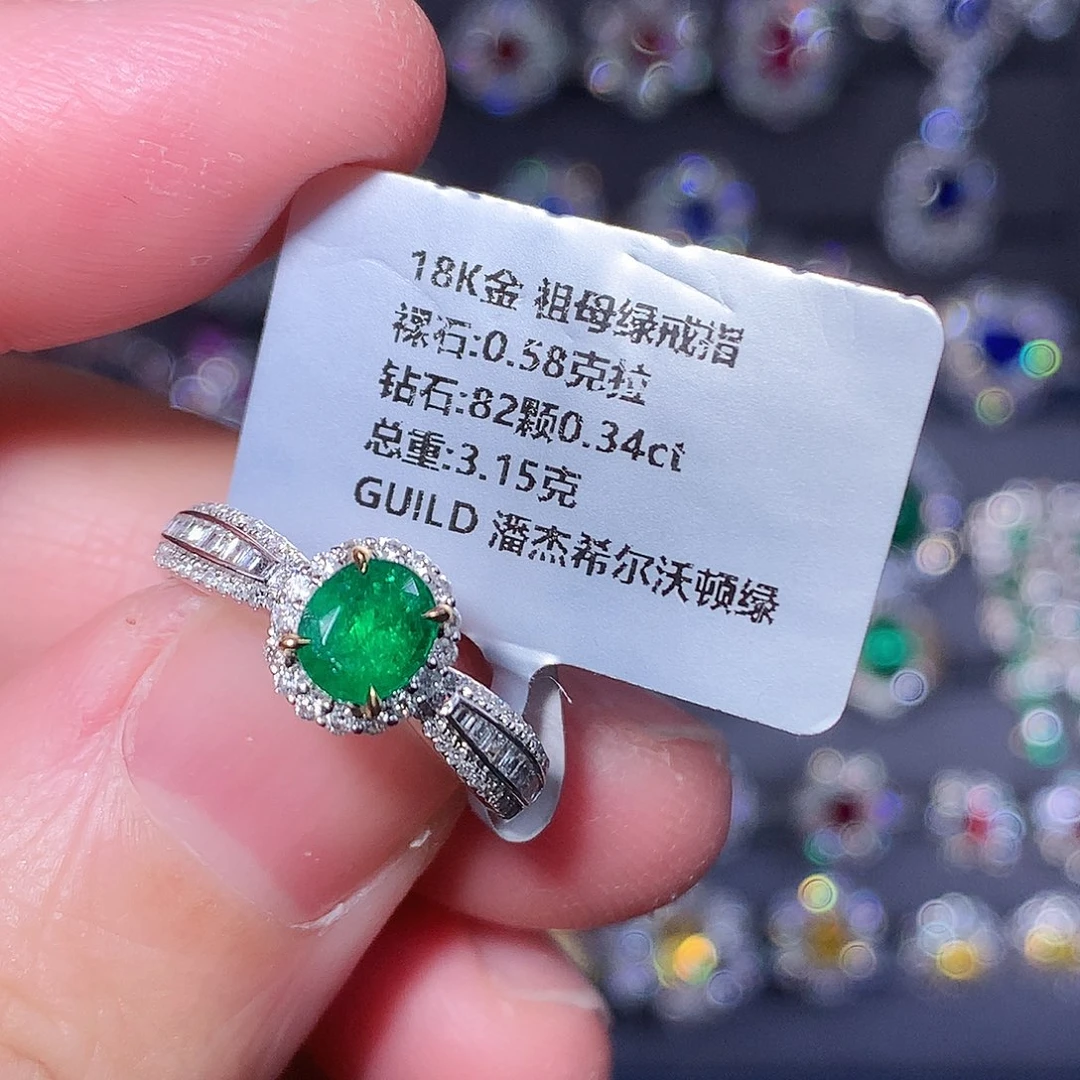 18K金 祖母绿戒指
裸石:0.58克拉
钻石:82颗0.34ct
总重:3.15克
GUILD 潘杰希尔沃顿绿